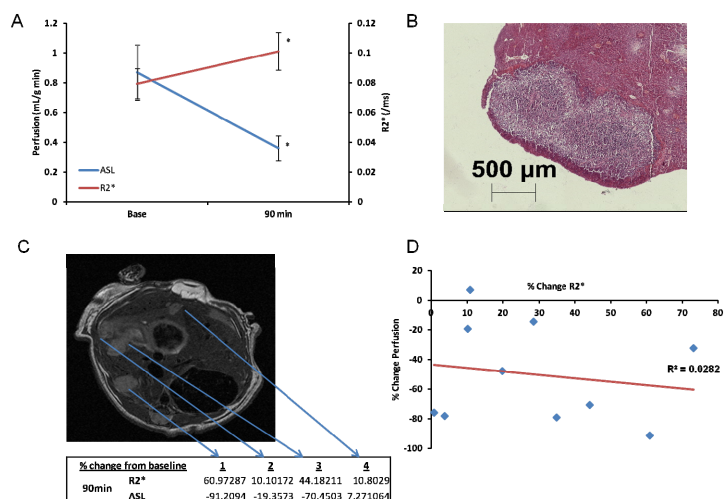 A
1.2
1
0.8
0.6
0.4
0.2
0
Perfusion (mL/g min)
0.12
0.1
0.08
0.06
0.04
0.02
0
R2* (/ms)
*
*
ASL
R2*
Base
90 min
B
500 µm
C
% change from baseline 1 2 3 4
90min
R2* 60.97287 10.10172 44.18211 10.8029
ASL -91.2094 -19.3573 -70.4503 7.271064
D
% Change R2*
20
0
-20
-40
-60
-80
-100
0 10 20 30 40 50 60 70 80
% Change Perfusion
R² = 0.0282